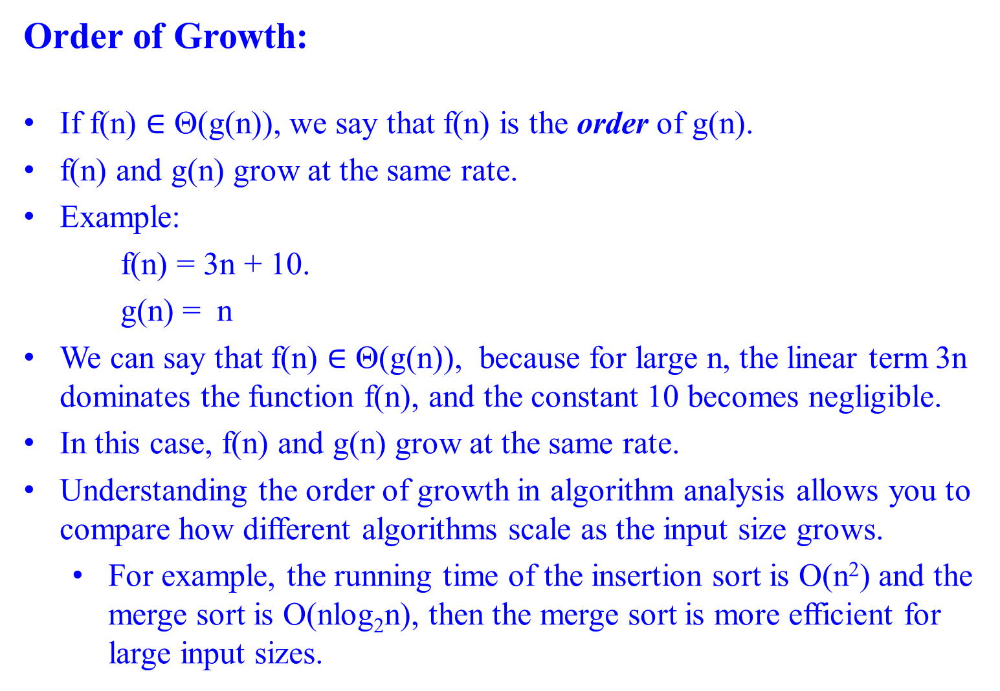 Order of Growth:
• If f(n) ∈ Θ(g(n)), we say that f(n) is the order of g(n).
• f(n) and g(n) grow at the same rate.
• Example:
f(n) = 3n + 10.
g(n) =  n
• We can say that f(n) ∈ Θ(g(n)),  because for large n, the linear term 3n
dominates the function f(n), and the constant 10 becomes negligible.
• In this case, f(n) and g(n) grow at the same rate.
• Understanding the order of growth in algorithm analysis allows you to
compare how different algorithms scale as the input size grows.
• For example, the running time of the insertion sort is O(n²) and the
merge sort is O(nlog₂n), then the merge sort is more efficient for
large input sizes.